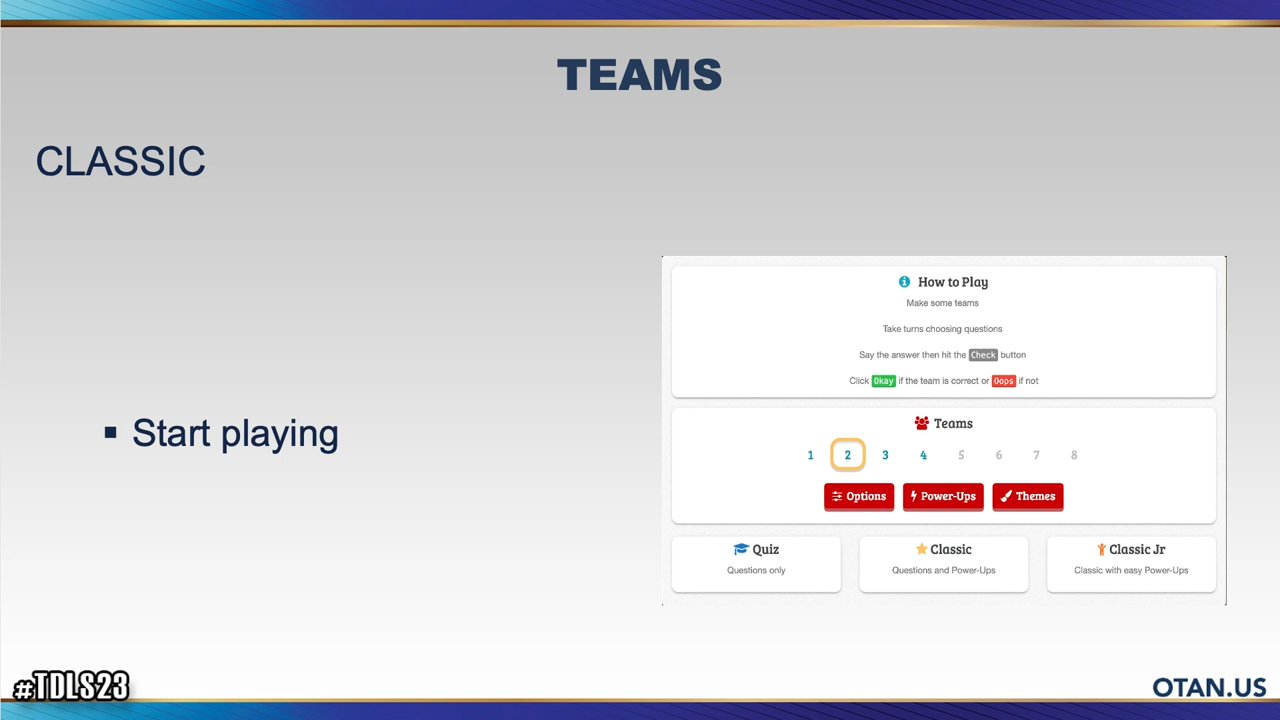 TEAMS
CLASSIC
▪ Start playing
How to Play
Make some teams
Take turns choosing questions
Say the answer then hit the Check button
Click Okay if the team is correct or Oops if not
Teams
1 2 3 4 5 6 7 8
Options Power-Ups Themes
Quiz Classic Classic Jr
Questions only Questions and Power-Ups Classic with easy Power-Ups
#TDLS23
OTAN.US